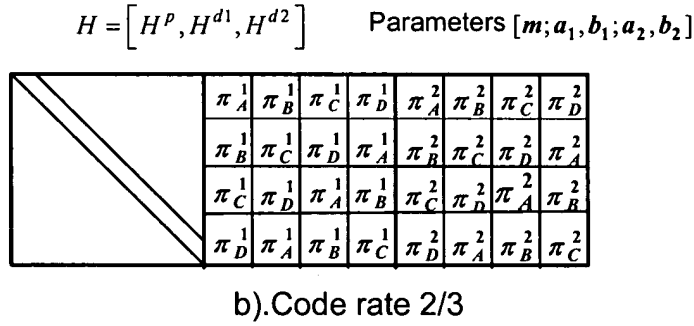 H = [H^p, H^{d1}, H^{d2}] Parameters [m; a_1, b_1; a_2, b_2]
π_A^1 π_B^1 π_C^1 π_D^1 π_A^2 π_B^2 π_C^2 π_D^2
π_B^1 π_C^1 π_D^1 π_A^1 π_B^2 π_C^2 π_D^2 π_A^2
π_C^1 π_D^1 π_A^1 π_B^1 π_C^2 π_D^2 π_A^2 π_B^2
π_D^1 π_A^1 π_B^1 π_C^1 π_D^2 π_A^2 π_B^2 π_C^2
b).Code rate 2/3